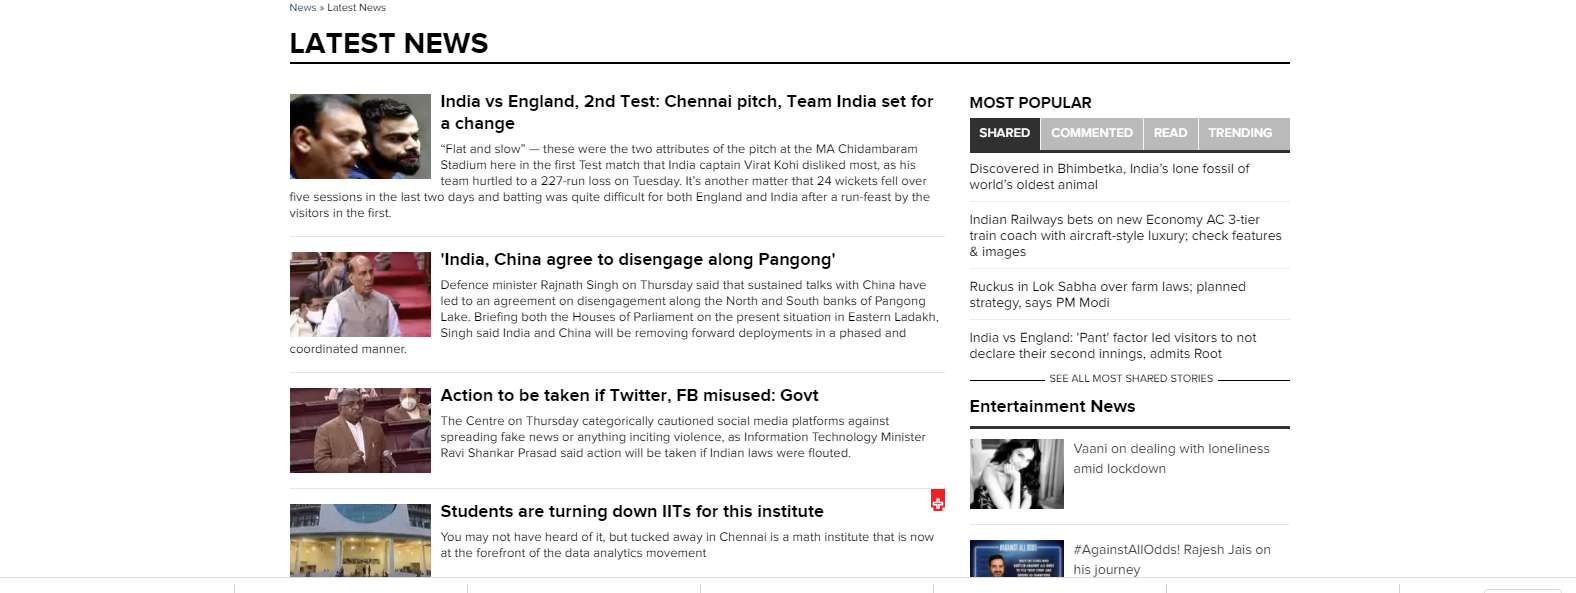 News » Latest News
LATEST NEWS
India vs England, 2nd Test: Chennai pitch, Team India set for
a change
“Flat and slow” — these were the two attributes of the pitch at the MA Chidambaram
Stadium here in the first Test match that India captain Virat Kohi disliked most, as his
team hurtled to a 227-run loss on Tuesday. It’s another matter that 24 wickets fell over
five sessions in the last two days and batting was quite difficult for both England and India after a run-feast by the
visitors in the first.
'India, China agree to disengage along Pangong'
Defence minister Rajnath Singh on Thursday said that sustained talks with China have
led to an agreement on disengagement along the North and South banks of Pangong
Lake. Briefing both the Houses of Parliament on the present situation in Eastern Ladakh,
Singh said India and China will be removing forward deployments in a phased and
coordinated manner.
Action to be taken if Twitter, FB misused: Govt
The Centre on Thursday categorically cautioned social media platforms against
spreading fake news or anything inciting violence, as Information Technology Minister
Ravi Shankar Prasad said action will be taken if Indian laws were flouted.
Students are turning down IITs for this institute
You may not have heard of it, but tucked away in Chennai is a math institute that is now
at the forefront of the data analytics movement
MOST POPULAR
SHARED COMMENTED READ TRENDING
Discovered in Bhimbetka, India’s lone fossil of
world’s oldest animal
Indian Railways bets on new Economy AC 3-tier
train coach with aircraft-style luxury; check features
& images
Ruckus in Lok Sabha over farm laws; planned
strategy, says PM Modi
India vs England: 'Pant' factor led visitors to not
declare their second innings, admits Root
SEE ALL MOST SHARED STORIES
Entertainment News
Vaani on dealing with loneliness
amid lockdown
#AGAINST ALL ODDS
#AgainstAllOdds! Rajesh Jais on
his journey